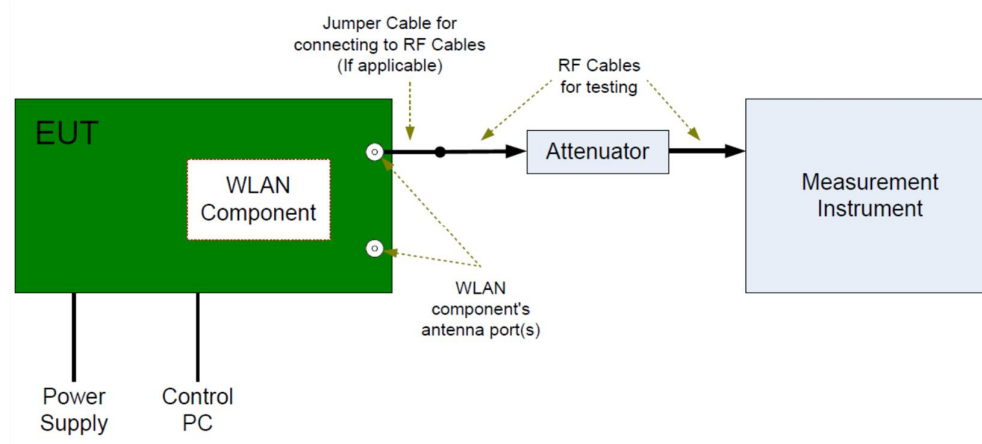 Jumper Cable for
connecting to RF Cables
(If applicable)
RF Cables
for testing
EUT
WLAN
Component
Attenuator
Measurement
Instrument
WLAN
component's
antenna port(s)
Power
Supply
Control
PC